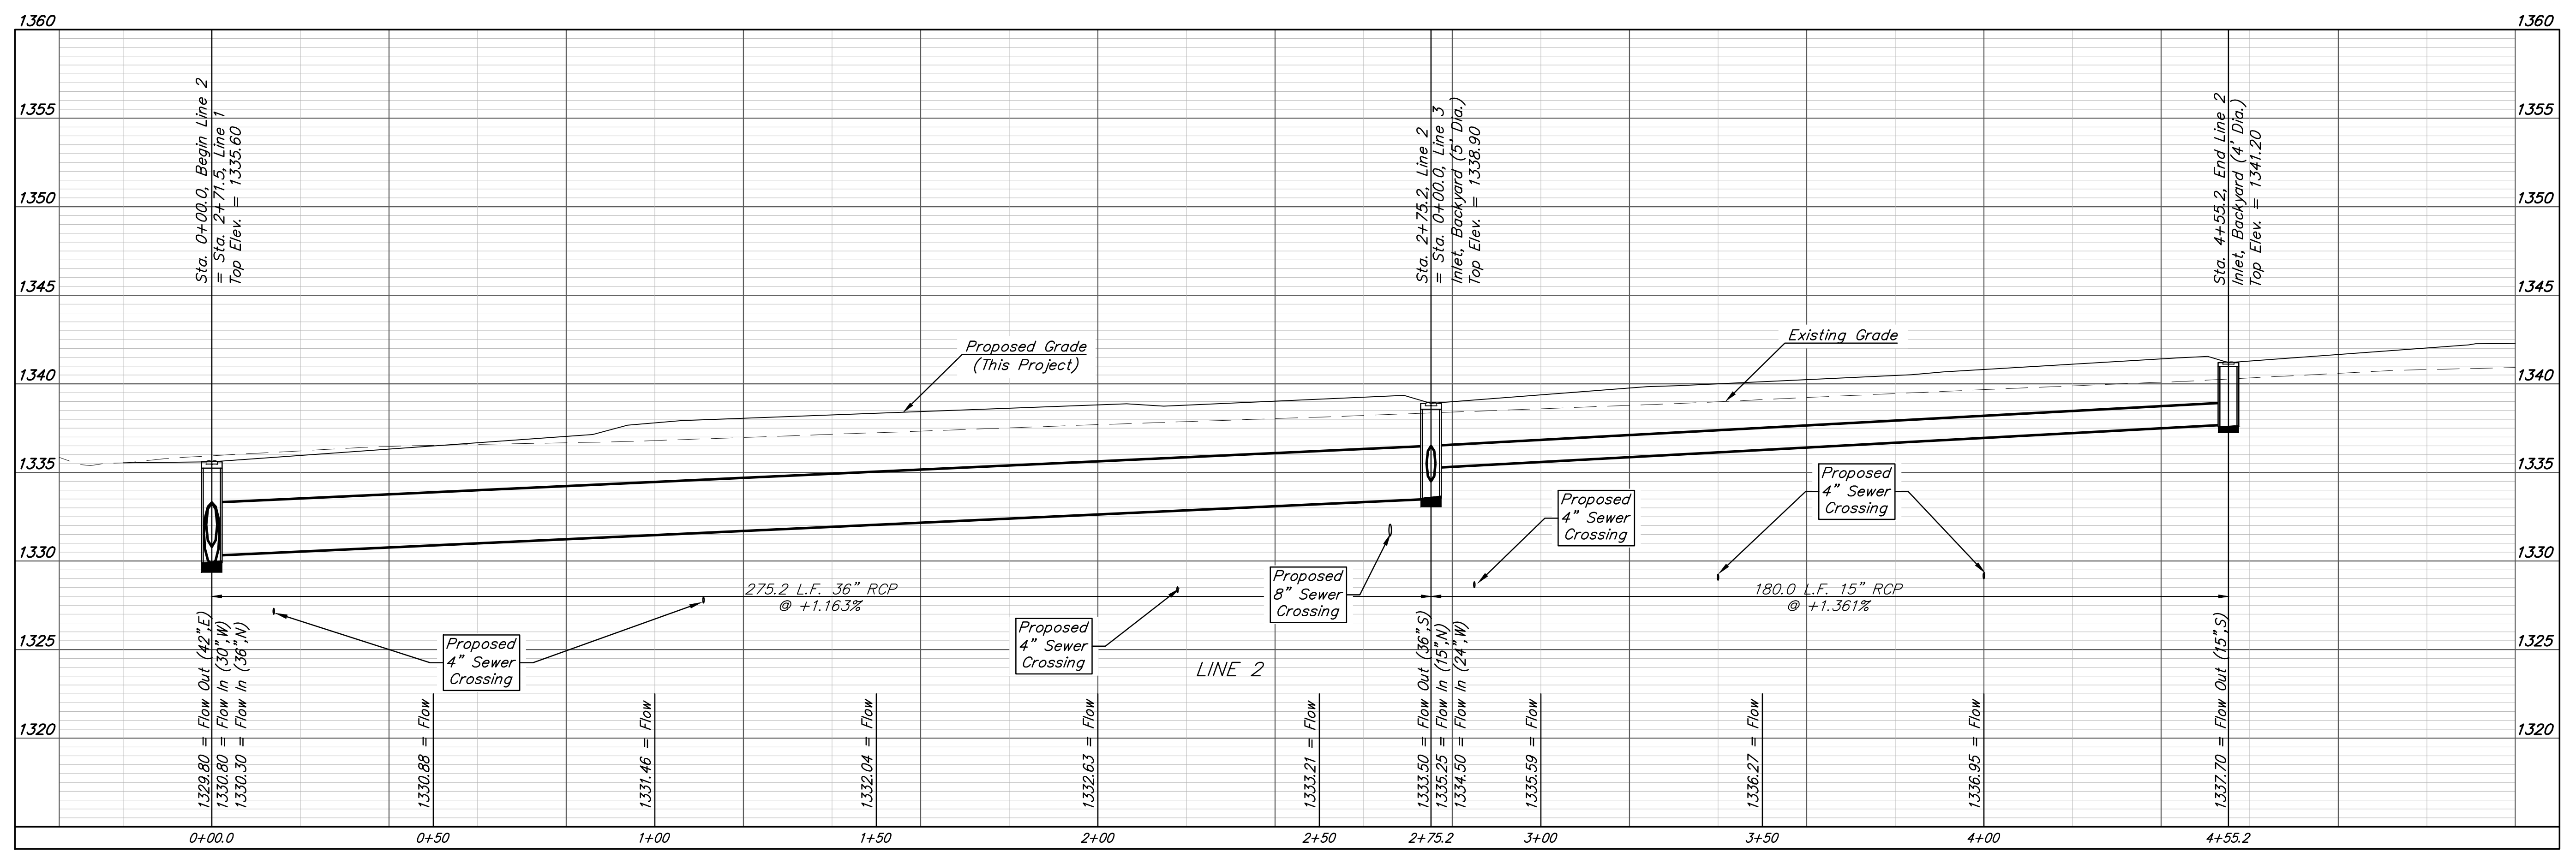 1360
1360
1355
1355
1350
1350
1345
1345
1340
1340
1335
1335
1330
1330
1325
1325
1320
1320
Sta. 0+00.0, Begin Line 2
= Sta. 2+71.5, Line 1
Top Elev. = 1335.60
Sta. 2+75.2, Line 2
= Sta. 0+00.0, Line 3
Inlet, Backyard (5' Dia.)
Top Elev. = 1338.90
Sta. 4+55.2, End Line 2
Inlet, Backyard (4' Dia.)
Top Elev. = 1341.20
Proposed Grade
(This Project)
Existing Grade
Proposed
4" Sewer
Crossing
Proposed
4" Sewer
Crossing
Proposed
8" Sewer
Crossing
Proposed
4" Sewer
Crossing
Proposed
4" Sewer
Crossing
275.2 L.F. 36" RCP
@ +1.163%
180.0 L.F. 15" RCP
@ +1.361%
LINE 2
1329.80 = Flow Out (42",E)
1330.80 = Flow In (30",W)
1330.30 = Flow In (36",N)
1330.88 = Flow
1331.46 = Flow
1332.04 = Flow
1332.63 = Flow
1333.21 = Flow
1333.50 = Flow Out (36",S)
1335.25 = Flow In (15",N)
1334.50 = Flow In (24",W)
1335.59 = Flow
1336.27 = Flow
1336.95 = Flow
1337.70 = Flow Out (15",S)
0+00.0
0+50
1+00
1+50
2+00
2+50
2+75.2
3+00
3+50
4+00
4+55.2